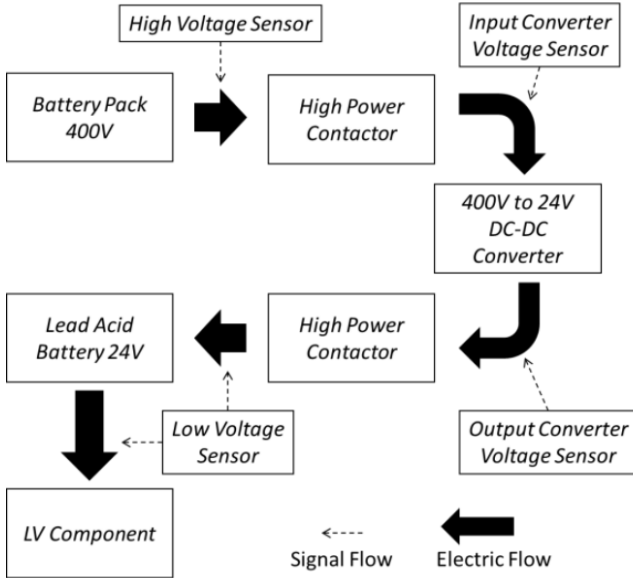 High Voltage Sensor
Input Converter
Voltage Sensor
Battery Pack
400V
High Power
Contactor
400V to 24V
DC-DC
Converter
Lead Acid
Battery 24V
High Power
Contactor
Low Voltage
Sensor
Output Converter
Voltage Sensor
LV Component
Signal Flow
Electric Flow